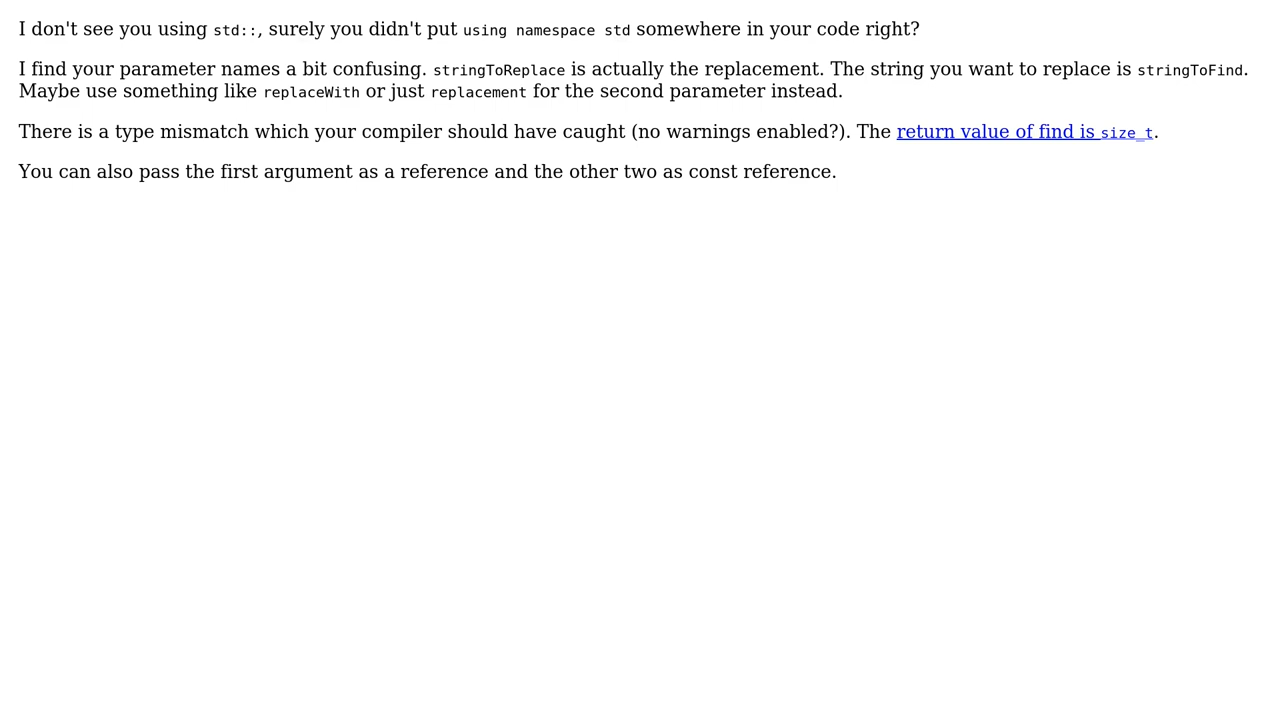 I don't see you using std::, surely you didn't put using namespace std somewhere in your code right?
I find your parameter names a bit confusing. stringToReplace is actually the replacement. The string you want to replace is stringToFind.
Maybe use something like replaceWith or just replacement for the second parameter instead.
There is a type mismatch which your compiler should have caught (no warnings enabled?). The return value of find is size_t.
You can also pass the first argument as a reference and the other two as const reference.